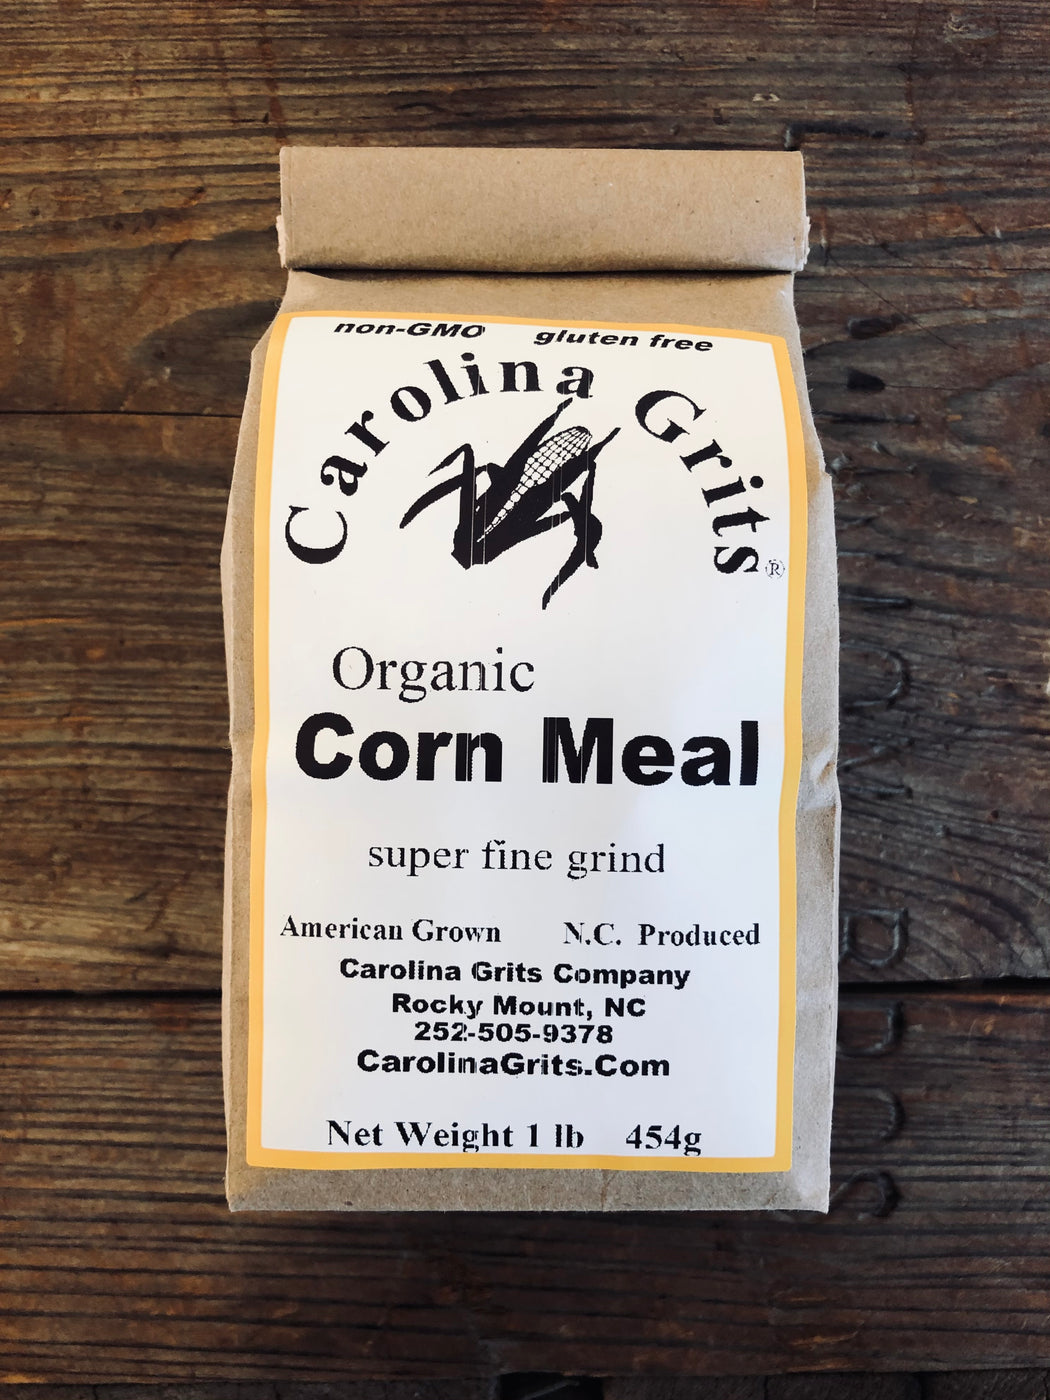 non-GMO gluten free
Carolina Grits®
Organic
Corn Meal
super fine grind
American Grown N.C. Produced
Carolina Grits Company
Rocky Mount, NC
252-505-9378
CarolinaGrits.Com
Net Weight 1 lb 454g